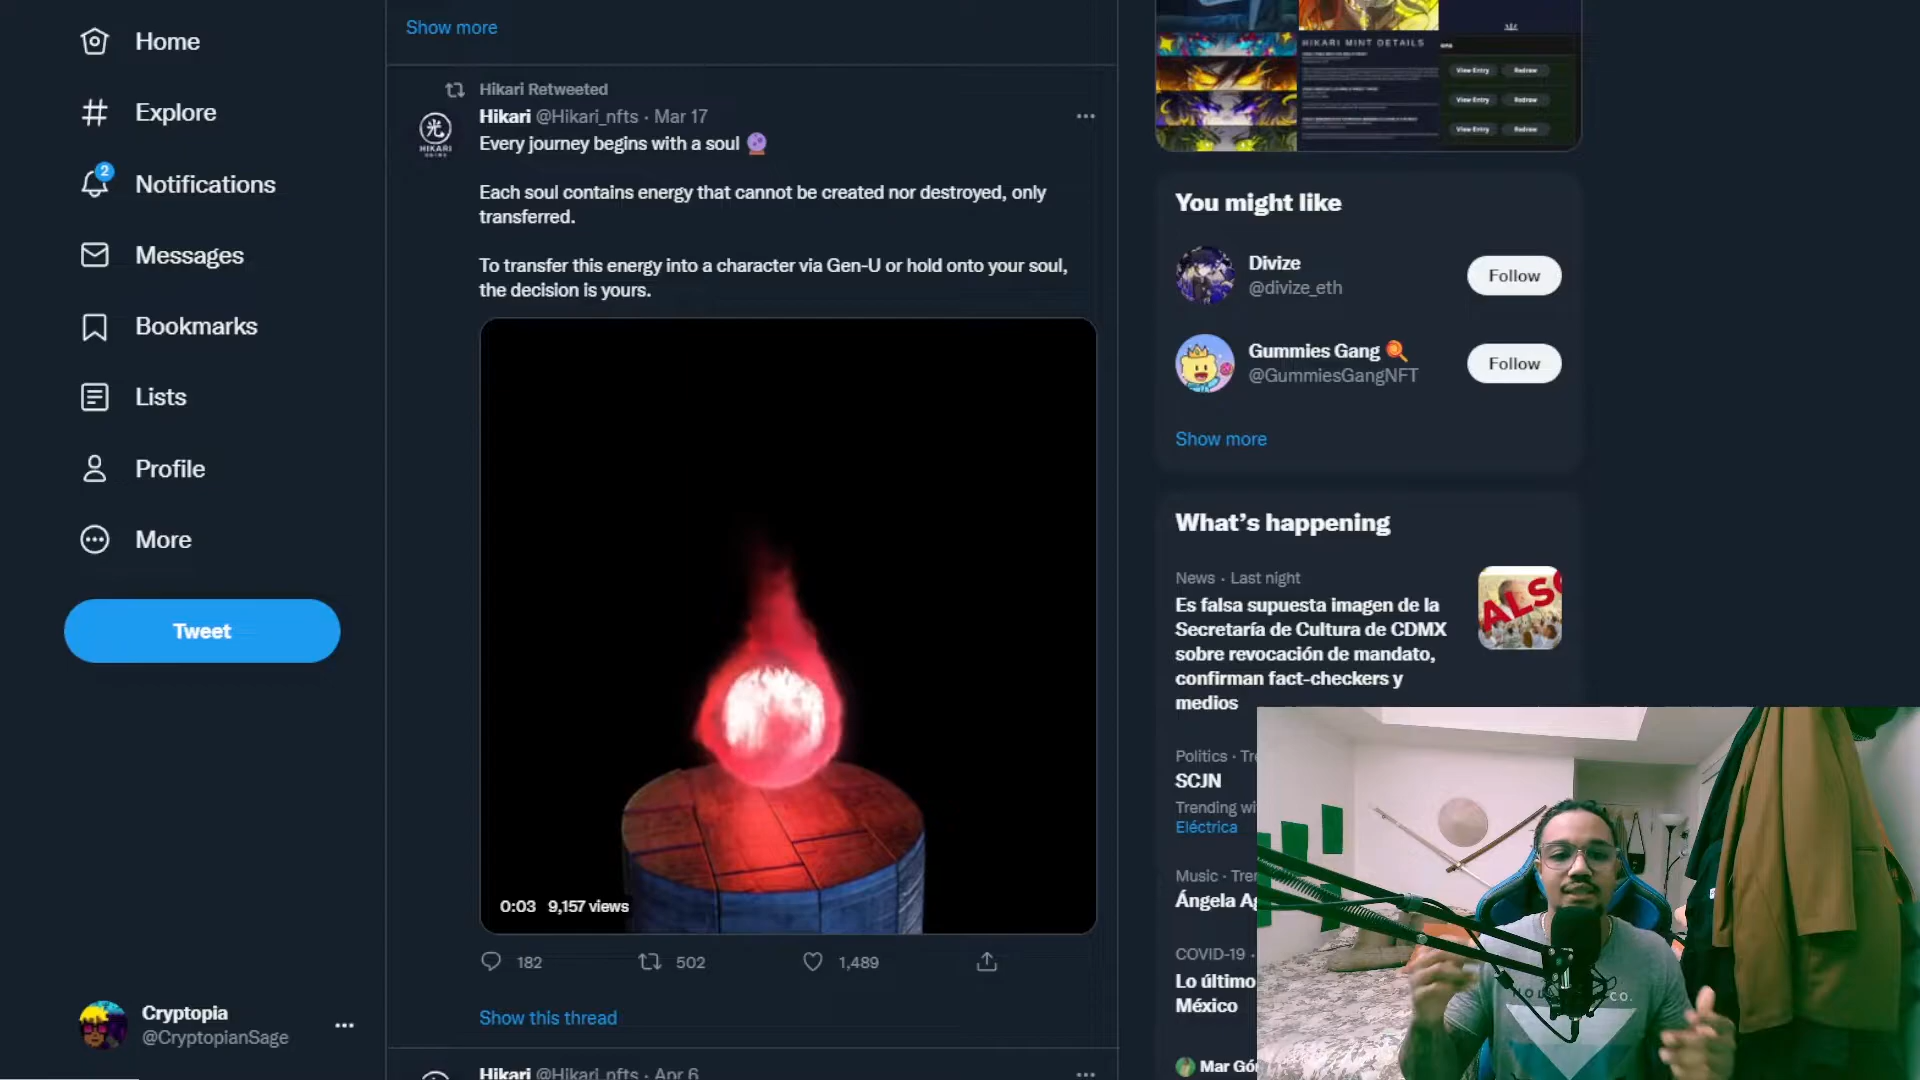 Home
Explore
2
Notifications
Messages
Bookmarks
Lists
Profile
More
Tweet
Cryptopia
@CryptopianSage
Show more
Hikari Retweeted
Hikari @Hikari_nfts · Mar 17
Every journey begins with a soul
Each soul contains energy that cannot be created nor destroyed, only
transferred.
To transfer this energy into a character via Gen-U or hold onto your soul,
the decision is yours.
光
HIKARI
0:03 9,157 views
182 502 1,489
Show this thread
Hikari @Hikari_nfts · Apr 6
HIKARI MINT DETAILS
View Entry Redraw
View Entry Redraw
View Entry Redraw
You might like
Divize
@divize_eth
Follow
Gummies Gang
@GummiesGangNFT
Follow
Show more
What's happening
News · Last night
Es falsa supuesta imagen de la
Secretaría de Cultura de CDMX
sobre revocación de mandato,
confirman fact-checkers y
medios
ALS
Politics ·
SCJN
Trending
Eléctrica
Music ·
Ángela
COVID-19 ·
Lo último
México
Mar
CO.